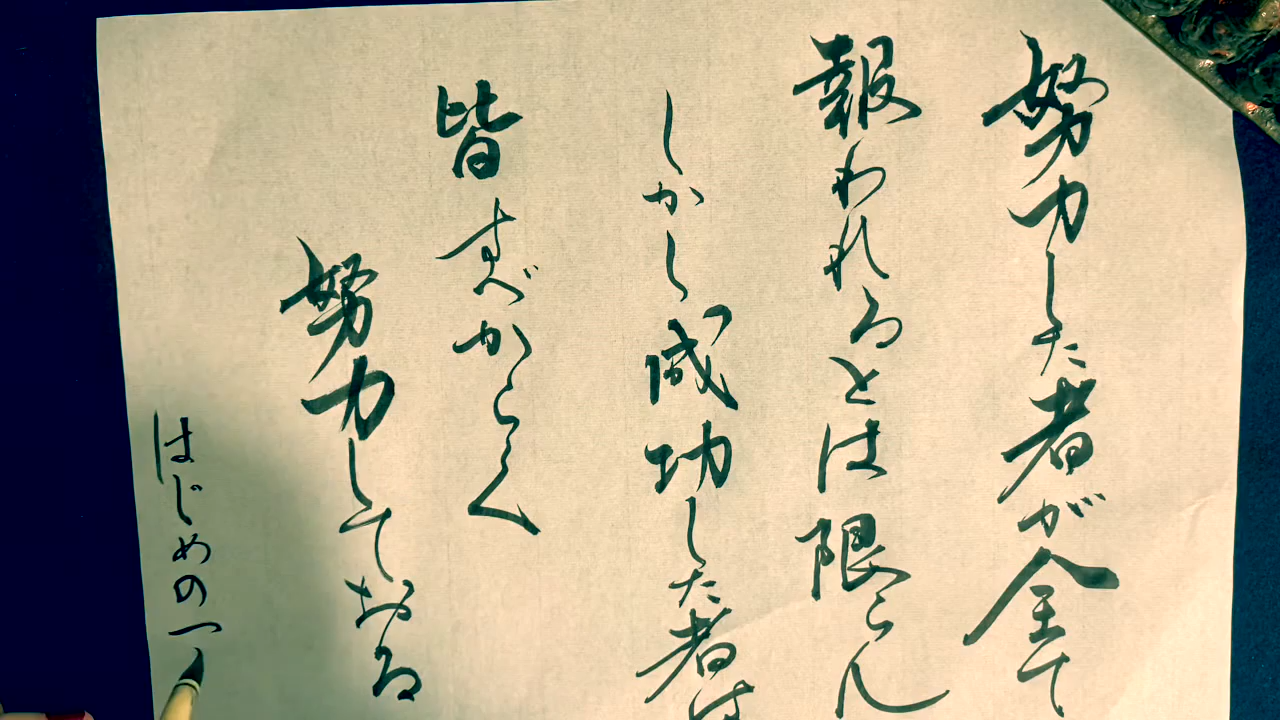 努力した者が全て
報われるとは限らん
しかし成功した者は
皆すべからく
努力しておる
はじめの一